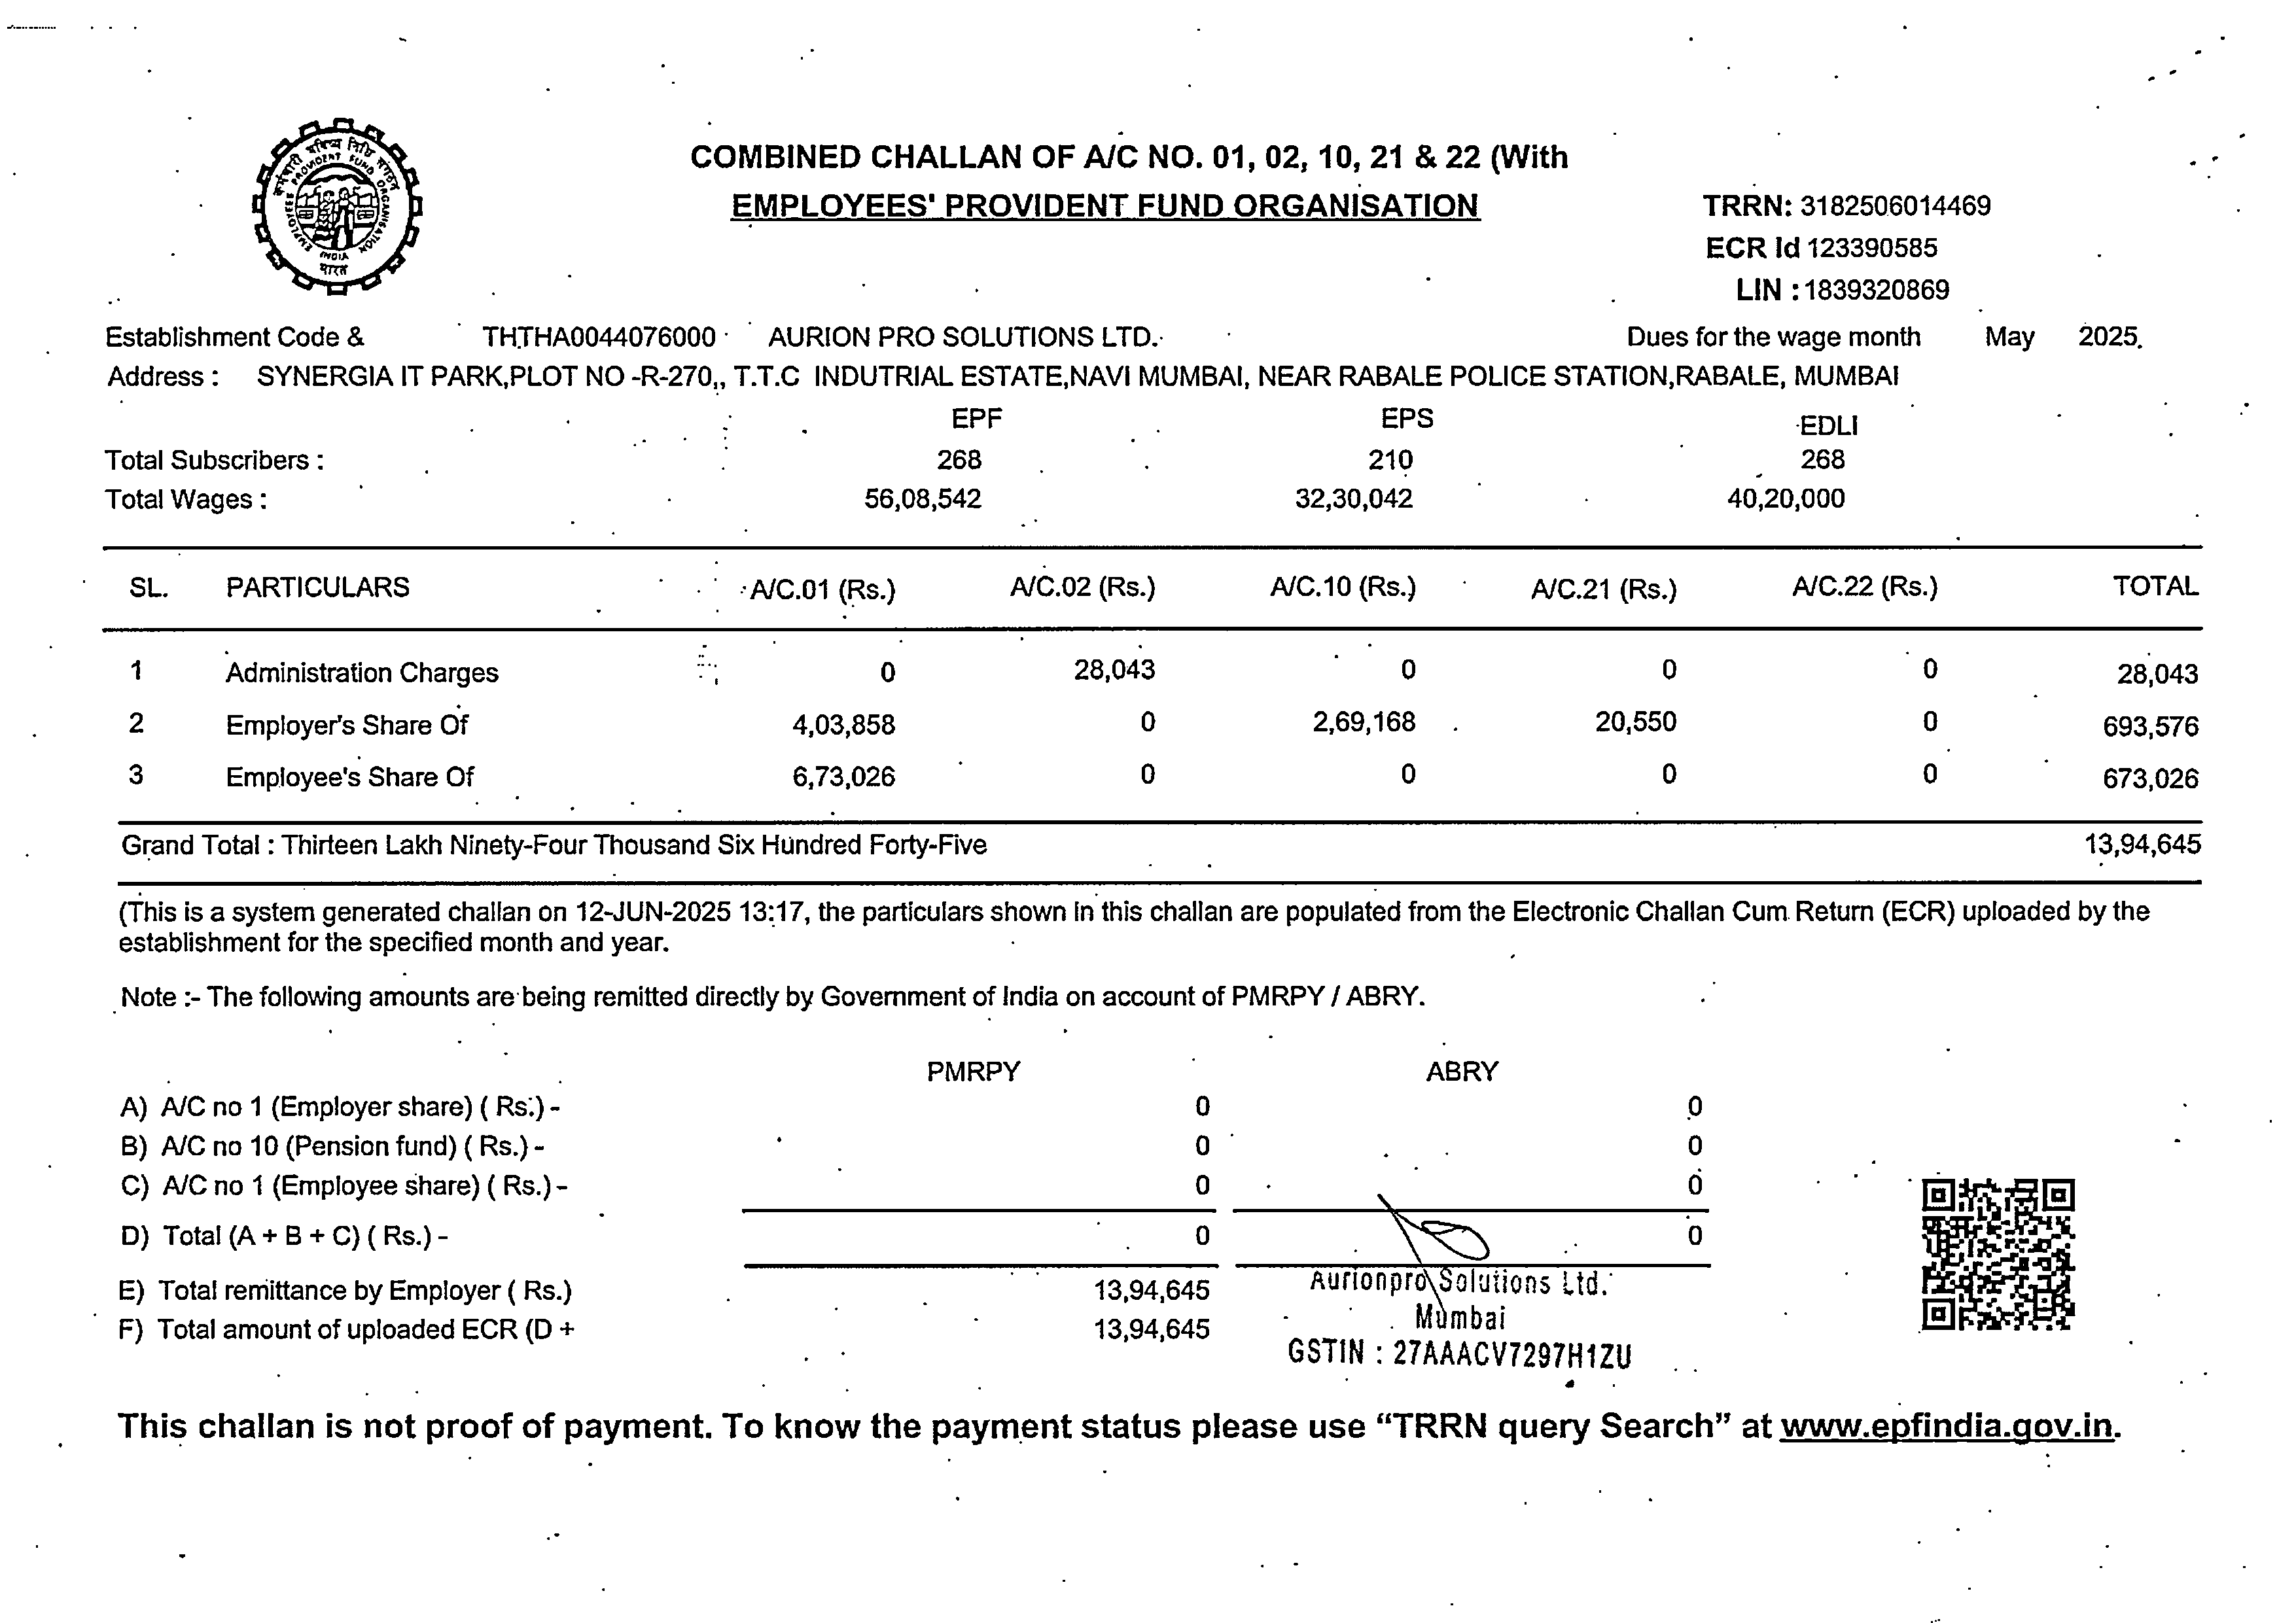 कर्मचारी भविष्य निधि संगठन
EMPLOYEES' PROVIDENT FUND ORGANISATION
INDIA
भारत
COMBINED CHALLAN OF A/C NO. 01, 02, 10, 21 & 22 (With
EMPLOYEES' PROVIDENT FUND ORGANISATION
TRRN: 3182506014469
ECR Id 123390585
LIN : 1839320869
Establishment Code & THTHA0044076000 AURION PRO SOLUTIONS LTD. Dues for the wage month May 2025
Address : SYNERGIA IT PARK,PLOT NO -R-270,, T.T.C INDUTRIAL ESTATE,NAVI MUMBAI, NEAR RABALE POLICE STATION,RABALE, MUMBAI
EPF EPS EDLI
Total Subscribers : 268 210 268
Total Wages : 56,08,542 32,30,042 40,20,000
SL. PARTICULARS A/C.01 (Rs.) A/C.02 (Rs.) A/C.10 (Rs.) A/C.21 (Rs.) A/C.22 (Rs.) TOTAL
1 Administration Charges 0 28,043 0 0 0 28,043
2 Employer's Share Of 4,03,858 0 2,69,168 20,550 0 693,576
3 Employee's Share Of 6,73,026 0 0 0 0 673,026
Grand Total : Thirteen Lakh Ninety-Four Thousand Six Hundred Forty-Five 13,94,645
(This is a system generated challan on 12-JUN-2025 13:17, the particulars shown in this challan are populated from the Electronic Challan Cum Return (ECR) uploaded by the
establishment for the specified month and year.
Note :- The following amounts are being remitted directly by Government of India on account of PMRPY / ABRY.
PMRPY ABRY
A) A/C no 1 (Employer share) ( Rs.) - 0 0
B) A/C no 10 (Pension fund) ( Rs.) - 0 0
C) A/C no 1 (Employee share) ( Rs.) - 0 0
D) Total (A + B + C) ( Rs.) - 0 0
E) Total remittance by Employer ( Rs.) 13,94,645
F) Total amount of uploaded ECR (D + 13,94,645
Aurionpro Solutions Ltd.
Mumbai
GSTIN : 27AAACV7297H1ZU
This challan is not proof of payment. To know the payment status please use “TRRN query Search” at www.epfindia.gov.in.